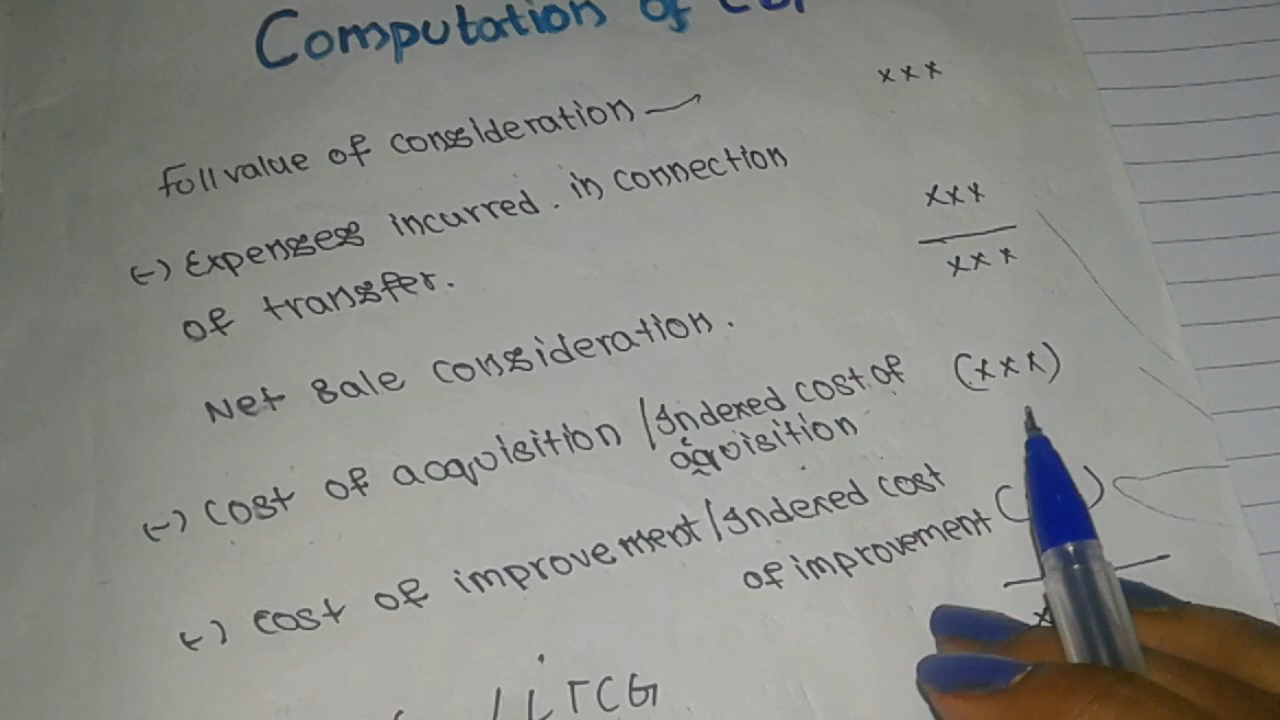 Computation of
Full value of consideration → xxx
(-) Expenses incurred. in connection
of transfer. xxx
xxx
Net Sale consideration.
(-) Cost of acquisition / Indexed cost of (xxx)
aqquisition
(-) Cost of improvement / Indexed cost
of improvement ( )
/ LTCG